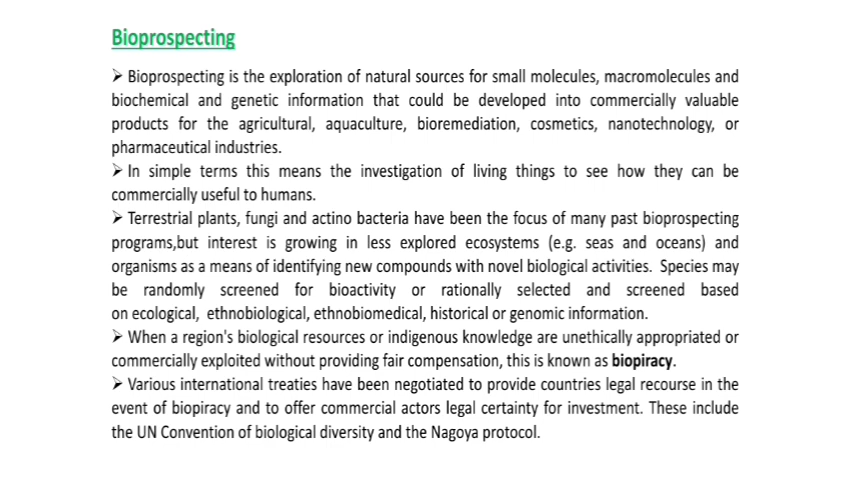 Bioprospecting
➢ Bioprospecting is the exploration of natural sources for small molecules, macromolecules and
biochemical and genetic information that could be developed into commercially valuable
products for the agricultural, aquaculture, bioremediation, cosmetics, nanotechnology, or
pharmaceutical industries.
➢ In simple terms this means the investigation of living things to see how they can be
commercially useful to humans.
➢ Terrestrial plants, fungi and actino bacteria have been the focus of many past bioprospecting
programs,but interest is growing in less explored ecosystems (e.g. seas and oceans) and
organisms as a means of identifying new compounds with novel biological activities. Species may
be randomly screened for bioactivity or rationally selected and screened based
on ecological, ethnobiological, ethnobiomedical, historical or genomic information.
➢ When a region's biological resources or indigenous knowledge are unethically appropriated or
commercially exploited without providing fair compensation, this is known as biopiracy.
➢ Various international treaties have been negotiated to provide countries legal recourse in the
event of biopiracy and to offer commercial actors legal certainty for investment. These include
the UN Convention of biological diversity and the Nagoya protocol.